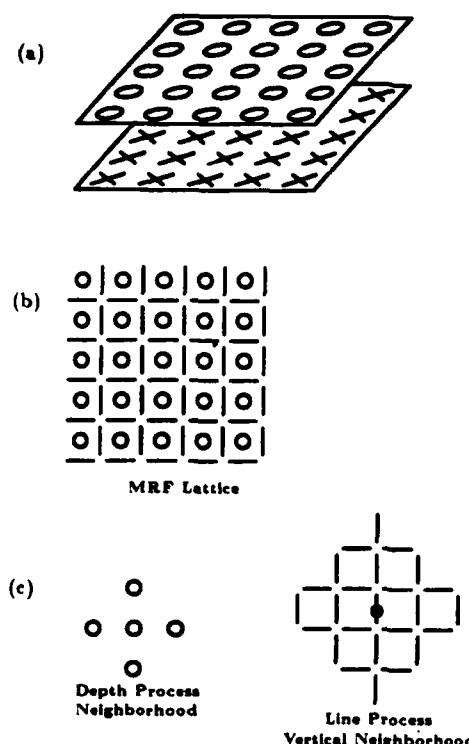 (a)
(b)
MRF Lattice
(c)
Depth Process
Neighborhood
Line Process
Vertical Neighborhood